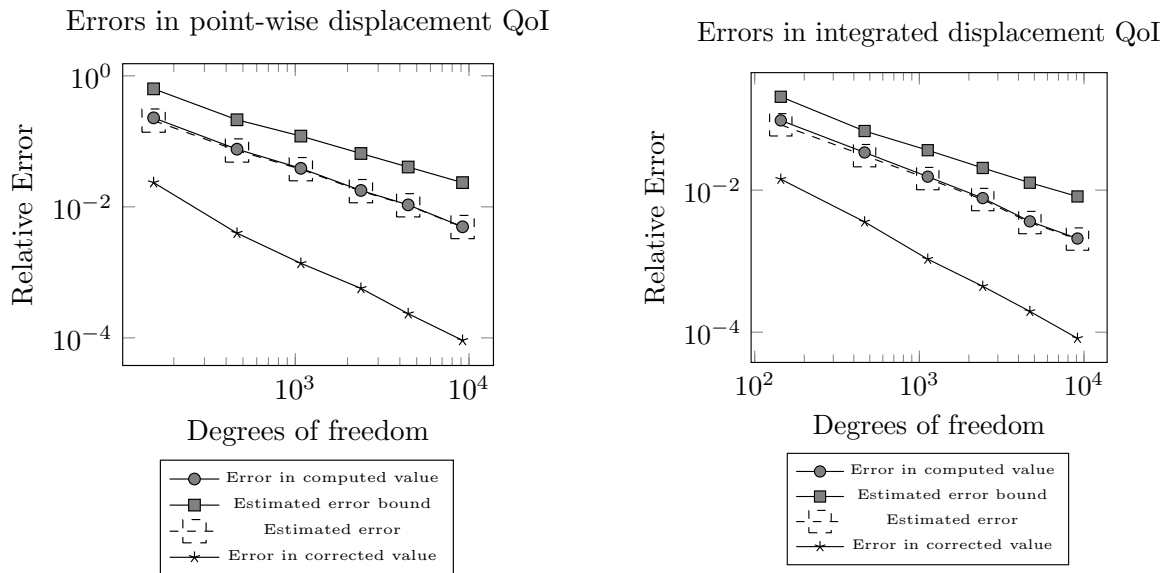 Errors in point-wise displacement QoI
10^0
10^−2
10^−4
Relative Error
10^3
10^4
Degrees of freedom
Error in computed value
Estimated error bound
Estimated error
Error in corrected value
Errors in integrated displacement QoI
10^−2
10^−4
Relative Error
10^2
10^3
10^4
Degrees of freedom
Error in computed value
Estimated error bound
Estimated error
Error in corrected value